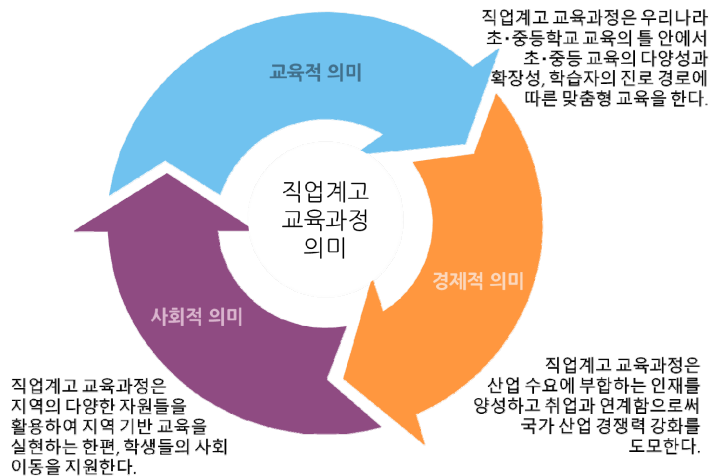 직업계고 교육과정은 우리나라
초·중등학교 교육의 틀 안에서
초·중등 교육의 다양성과
확장성, 학습자의 진로 경로에
따른 맞춤형 교육을 한다.
교육적 의미
직업계고
교육과정
의미
경제적 의미
사회적 의미
직업계고 교육과정은
산업 수요에 부합하는 인재를
양성하고 취업과 연계함으로써
국가 산업 경쟁력 강화를
도모한다.
직업계고 교육과정은
지역의 다양한 자원들을
활용하여 지역 기반 교육을
실현하는 한편, 학생들의 사회
이동을 지원한다.